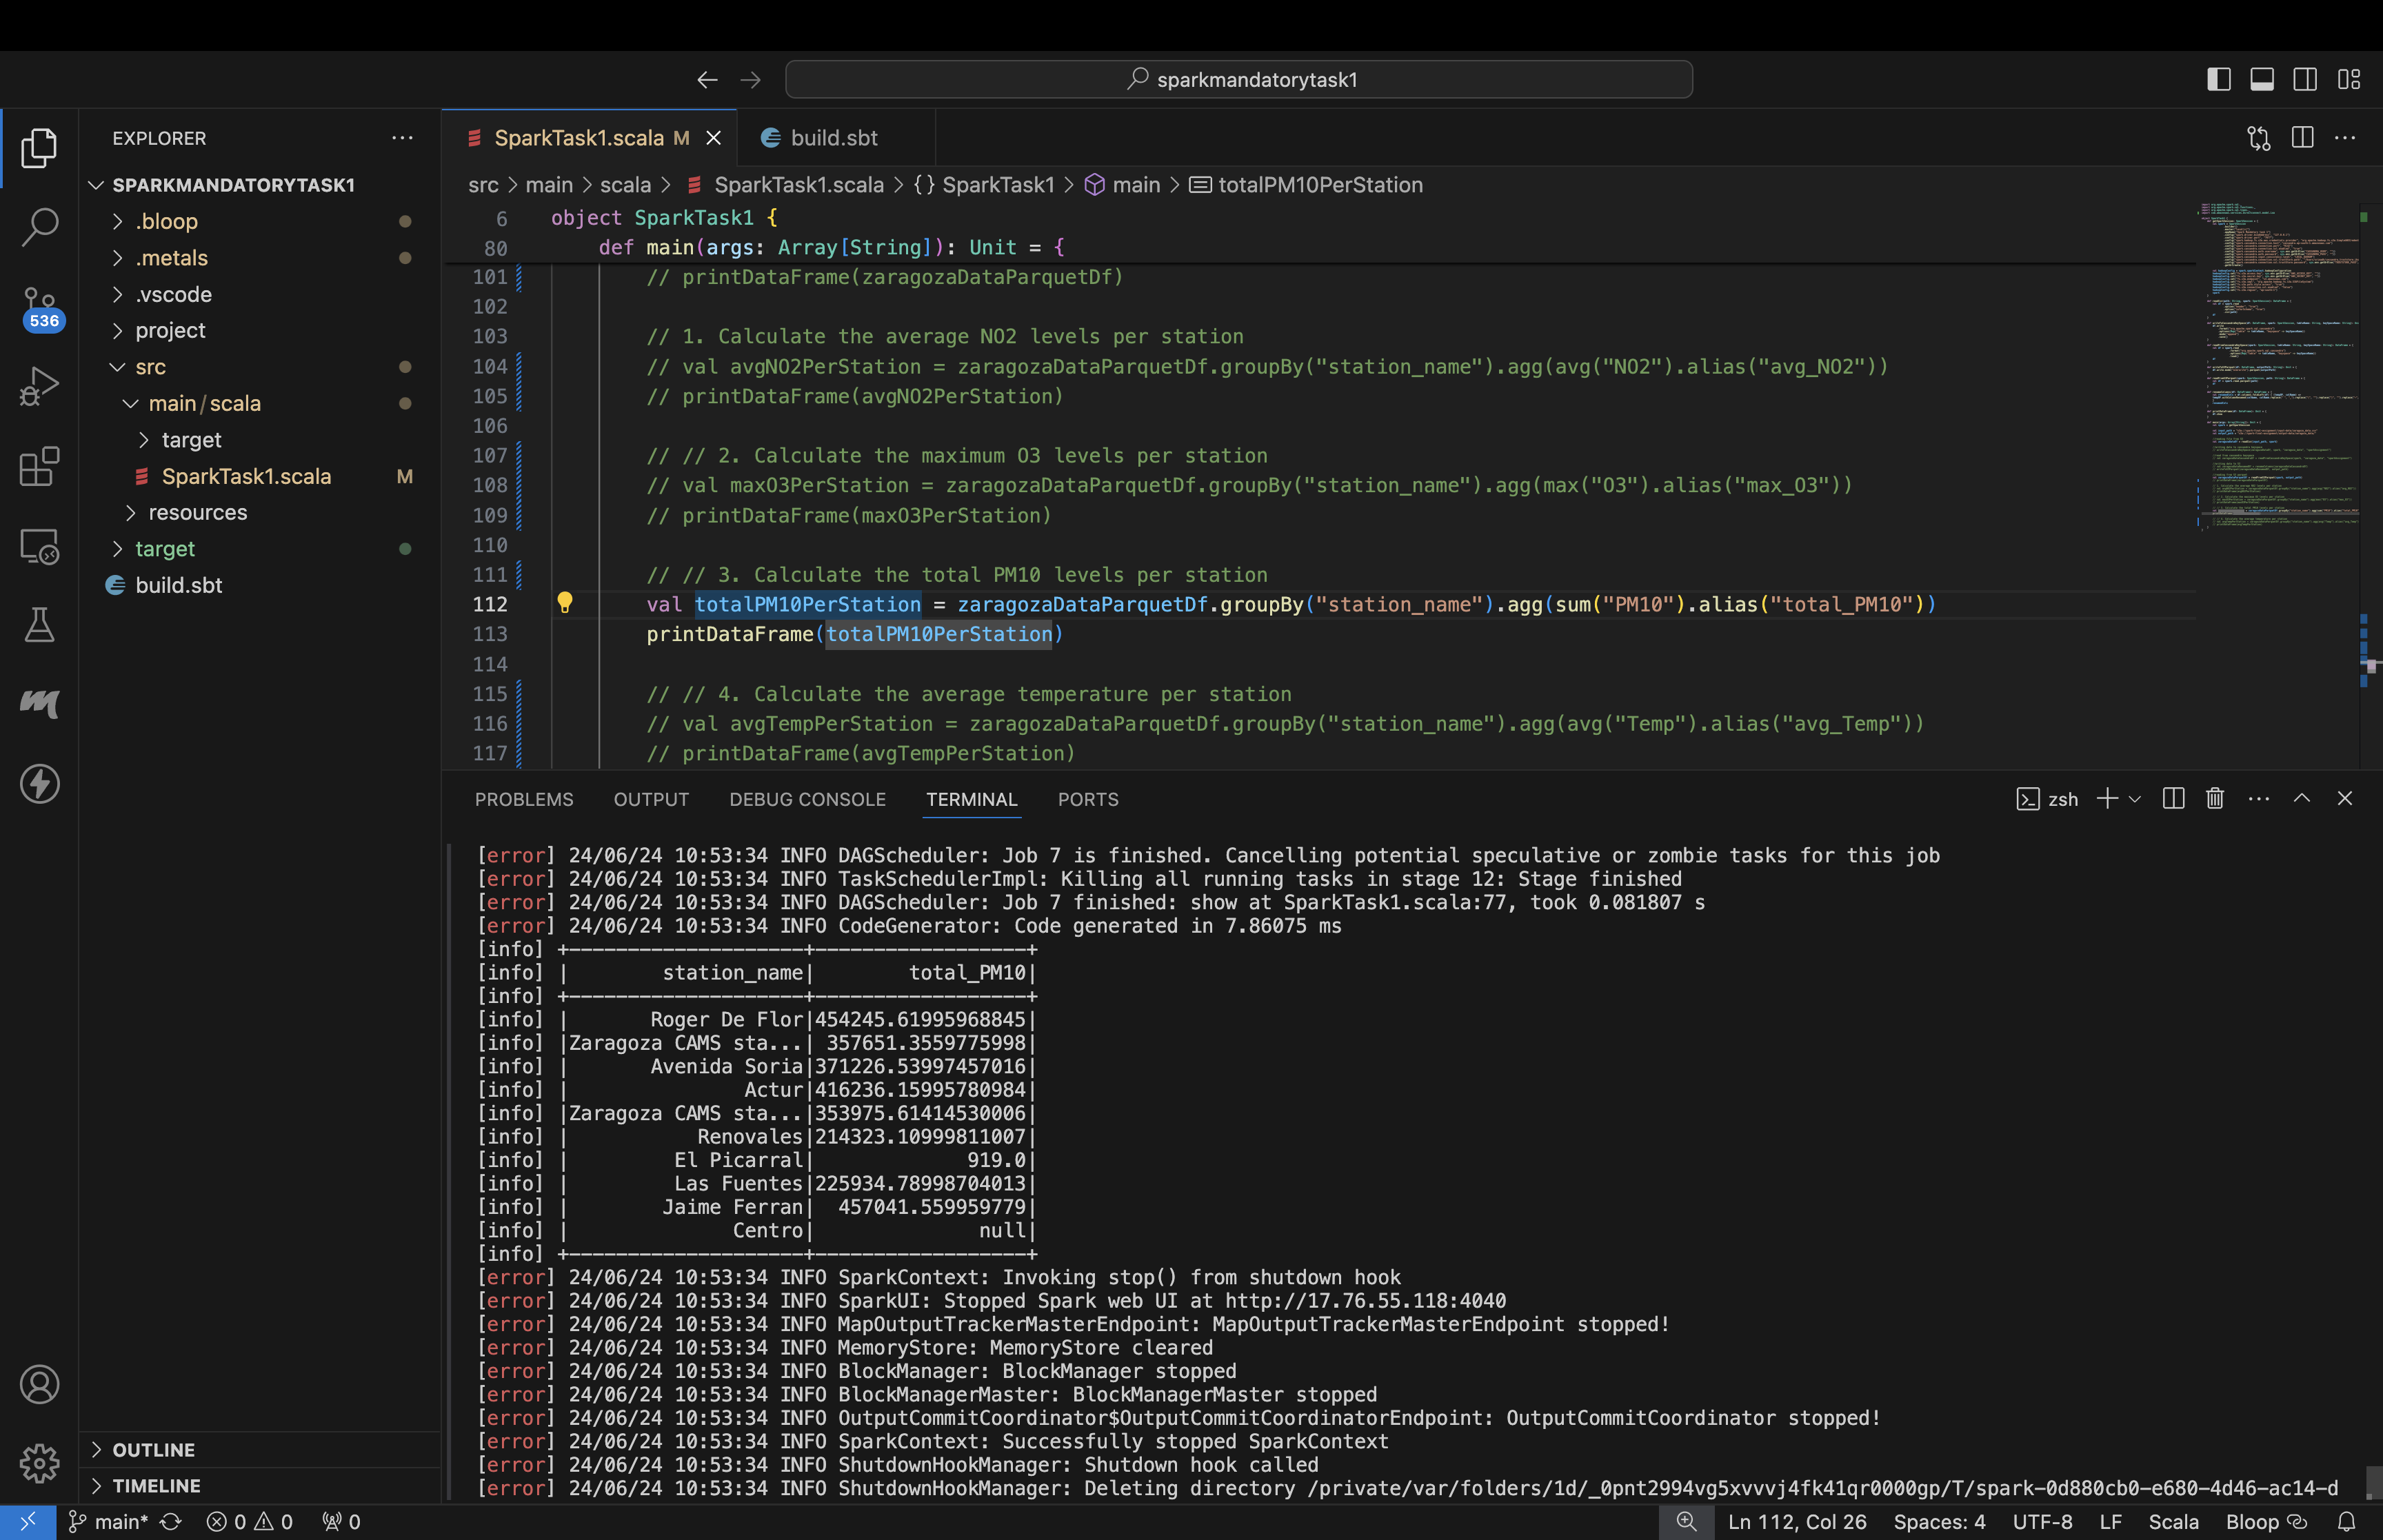 sparkmandatorytask1
EXPLORER
SPARKMANDATORYTASK1
.bloop
.metals
.vscode
project
src
main/scala
target
SparkTask1.scala M
resources
target
build.sbt
OUTLINE
TIMELINE
536
SparkTask1.scala M
build.sbt
src > main > scala > SparkTask1.scala > {} SparkTask1 > main > totalPM10PerStation
6 object SparkTask1 {
80 def main(args: Array[String]): Unit = {
101 // printDataFrame(zaragozaDataParquetDf)
102
103 // 1. Calculate the average NO2 levels per station
104 // val avgNO2PerStation = zaragozaDataParquetDf.groupBy("station_name").agg(avg("NO2").alias("avg_NO2"))
105 // printDataFrame(avgNO2PerStation)
106
107 // // 2. Calculate the maximum O3 levels per station
108 // val maxO3PerStation = zaragozaDataParquetDf.groupBy("station_name").agg(max("O3").alias("max_O3"))
109 // printDataFrame(maxO3PerStation)
110
111 // // 3. Calculate the total PM10 levels per station
112 val totalPM10PerStation = zaragozaDataParquetDf.groupBy("station_name").agg(sum("PM10").alias("total_PM10"))
113 printDataFrame(totalPM10PerStation)
114
115 // // 4. Calculate the average temperature per station
116 // val avgTempPerStation = zaragozaDataParquetDf.groupBy("station_name").agg(avg("Temp").alias("avg_Temp"))
117 // printDataFrame(avgTempPerStation)
PROBLEMS OUTPUT DEBUG CONSOLE TERMINAL PORTS zsh
[error] 24/06/24 10:53:34 INFO DAGScheduler: Job 7 is finished. Cancelling potential speculative or zombie tasks for this job
[error] 24/06/24 10:53:34 INFO TaskSchedulerImpl: Killing all running tasks in stage 12: Stage finished
[error] 24/06/24 10:53:34 INFO DAGScheduler: Job 7 finished: show at SparkTask1.scala:77, took 0.081807 s
[error] 24/06/24 10:53:34 INFO CodeGenerator: Code generated in 7.86075 ms
[info] +--------------------+------------------+
[info] |        station_name|        total_PM10|
[info] +--------------------+------------------+
[info] |       Roger De Flor|454245.61995968845|
[info] |Zaragoza CAMS sta...| 357651.3559775998|
[info] |       Avenida Soria|371226.53997457016|
[info] |               Actur|416236.15995780984|
[info] |Zaragoza CAMS sta...|353975.61414530006|
[info] |           Renovales|214323.10999811007|
[info] |         El Picarral|             919.0|
[info] |         Las Fuentes|225934.78998704013|
[info] |        Jaime Ferran|  457041.559959779|
[info] |              Centro|              null|
[info] +--------------------+------------------+
[error] 24/06/24 10:53:34 INFO SparkContext: Invoking stop() from shutdown hook
[error] 24/06/24 10:53:34 INFO SparkUI: Stopped Spark web UI at http://17.76.55.118:4040
[error] 24/06/24 10:53:34 INFO MapOutputTrackerMasterEndpoint: MapOutputTrackerMasterEndpoint stopped!
[error] 24/06/24 10:53:34 INFO MemoryStore: MemoryStore cleared
[error] 24/06/24 10:53:34 INFO BlockManager: BlockManager stopped
[error] 24/06/24 10:53:34 INFO BlockManagerMaster: BlockManagerMaster stopped
[error] 24/06/24 10:53:34 INFO OutputCommitCoordinator$OutputCommitCoordinatorEndpoint: OutputCommitCoordinator stopped!
[error] 24/06/24 10:53:34 INFO SparkContext: Successfully stopped SparkContext
[error] 24/06/24 10:53:34 INFO ShutdownHookManager: Shutdown hook called
[error] 24/06/24 10:53:34 INFO ShutdownHookManager: Deleting directory /private/var/folders/1d/_0pnt2994vg5xvvvj4fk41qr0000gp/T/spark-0d880cb0-e680-4d46-ac14-d
main* 0 0 0 Ln 112, Col 26 Spaces: 4 UTF-8 LF Scala Bloop